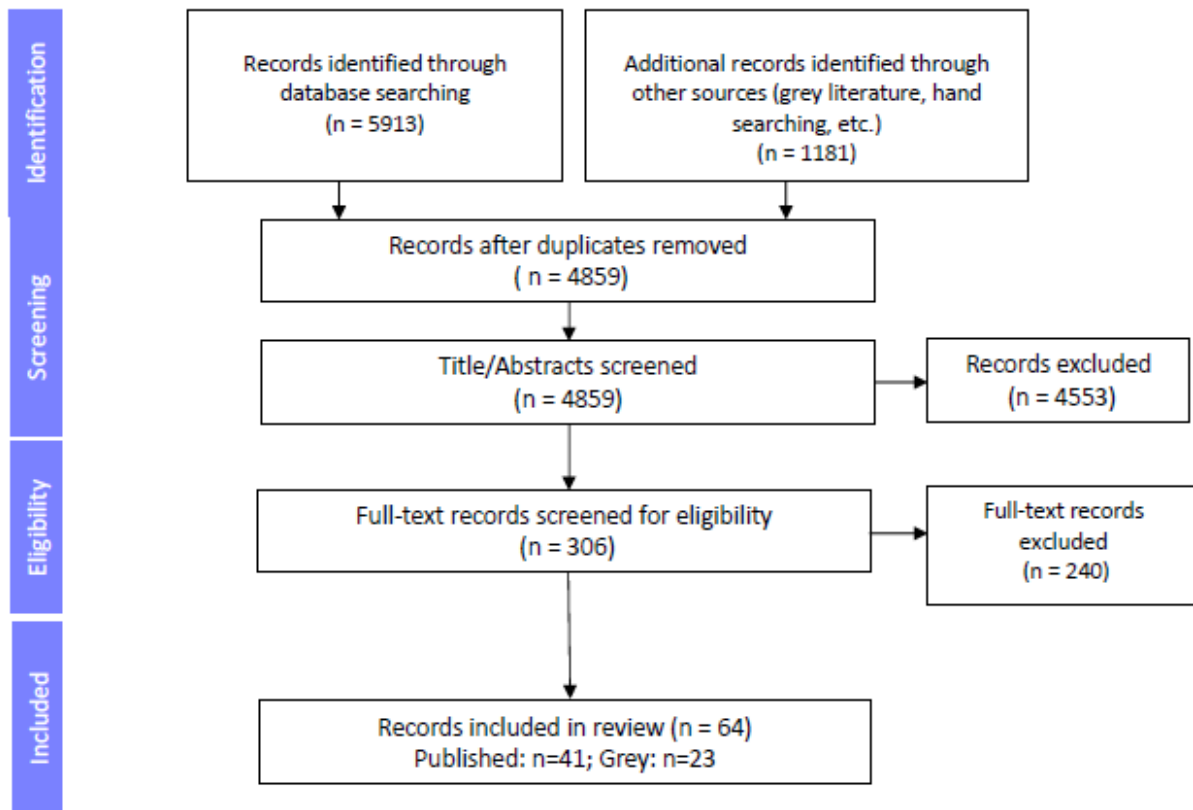 Identification
Records identified through
database searching
(n = 5913)
Additional records identified through
other sources (grey literature, hand
searching, etc.)
(n = 1181)
Screening
Records after duplicates removed
( n = 4859)
Title/Abstracts screened
(n = 4859)
Records excluded
(n = 4553)
Eligibility
Full-text records screened for eligibility
(n = 306)
Full-text records
excluded
(n = 240)
Included
Records included in review (n = 64)
Published: n=41; Grey: n=23